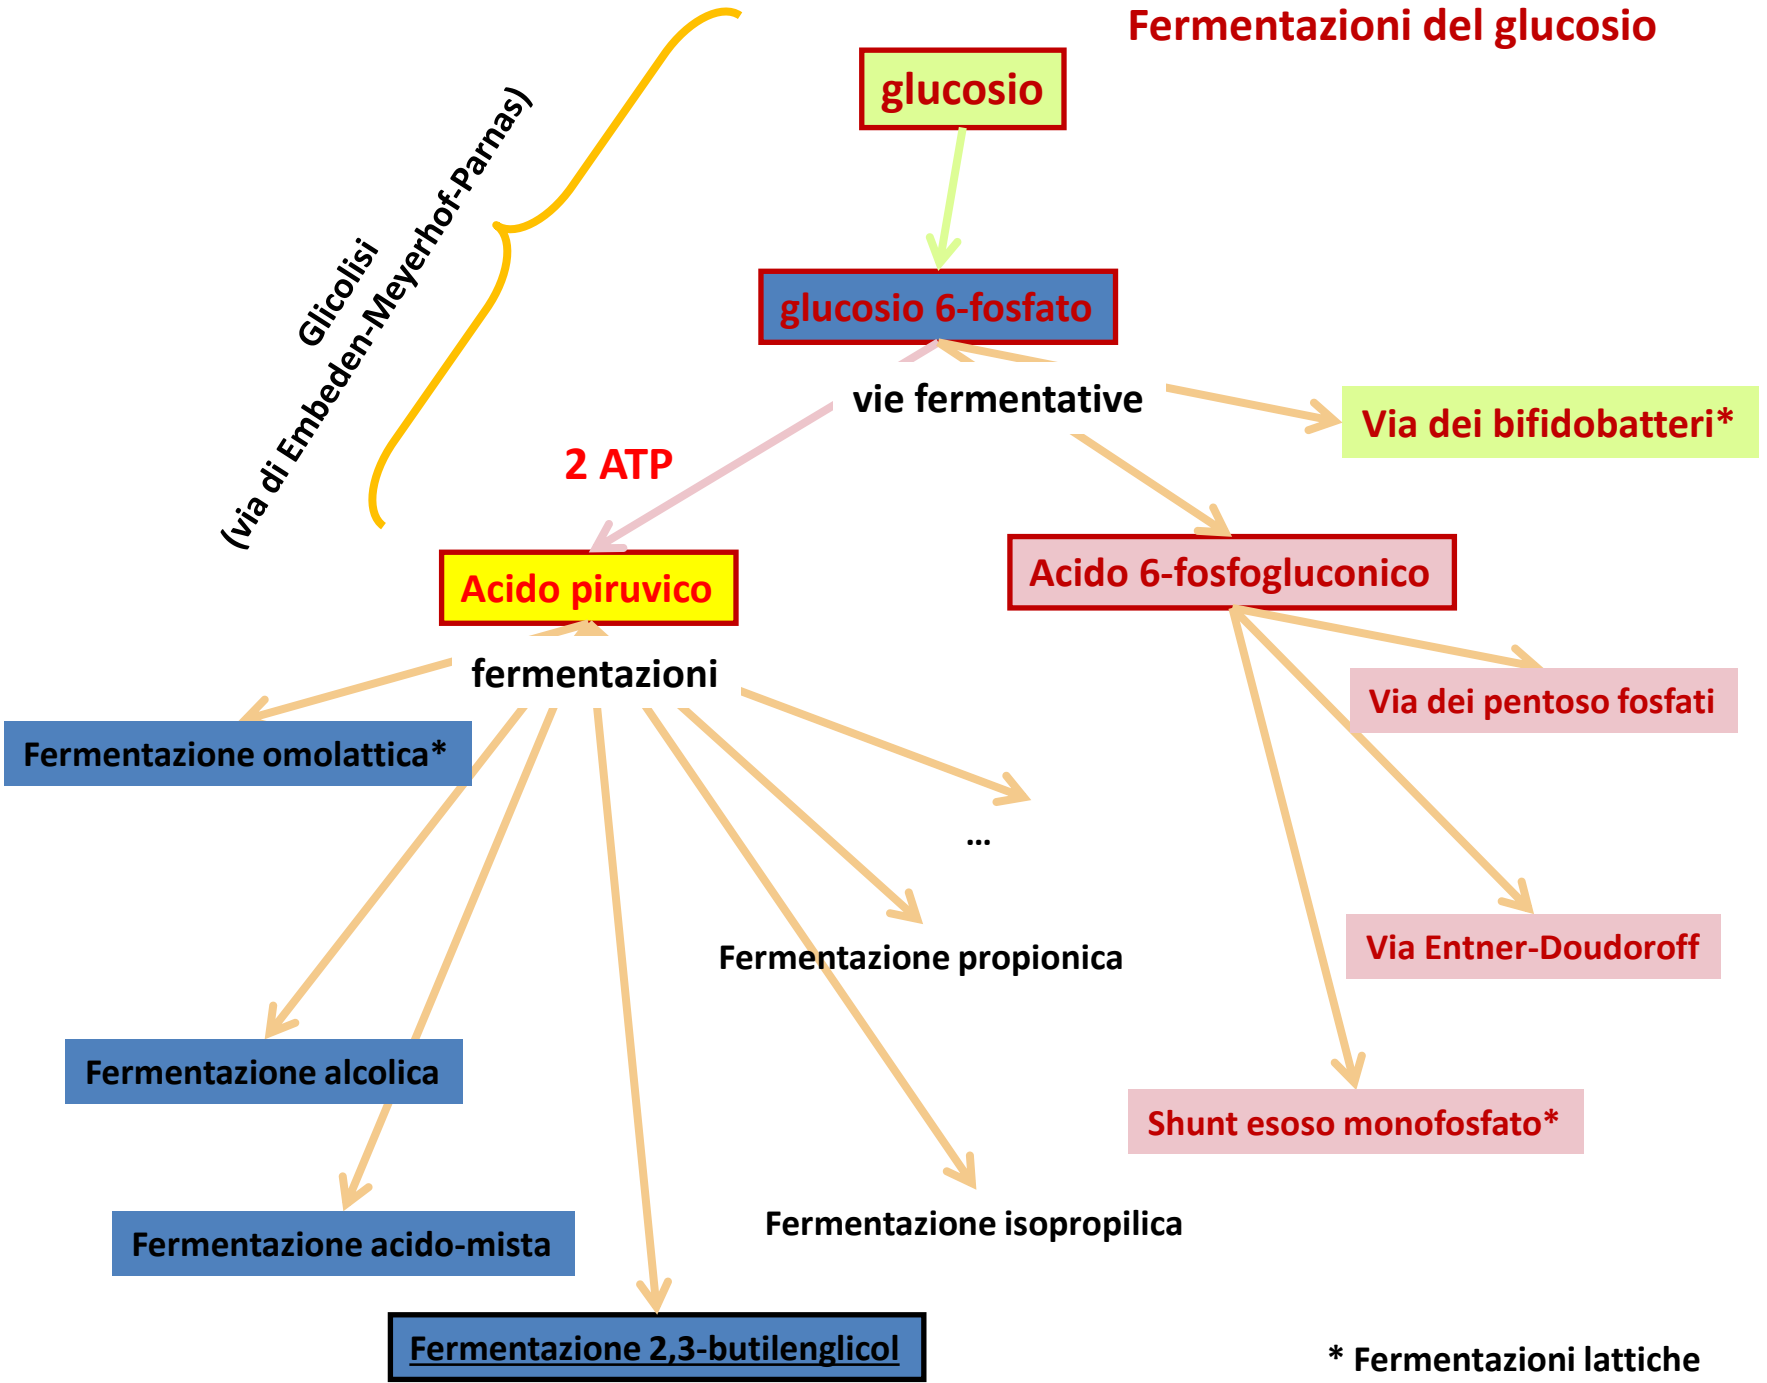 Fermentazioni del glucosio
glucosio
Glicolisi
(via di Embeden-Meyerhof-Parnas)
glucosio 6-fosfato
vie fermentative
Via dei bifidobatteri*
2 ATP
Acido piruvico
Acido 6-fosfogluconico
fermentazioni
Via dei pentoso fosfati
Fermentazione omolattica*
...
Fermentazione propionica
Via Entner-Doudoroff
Fermentazione alcolica
Shunt esoso monofosfato*
Fermentazione isopropilica
Fermentazione acido-mista
Fermentazione 2,3-butilenglicol
* Fermentazioni lattiche